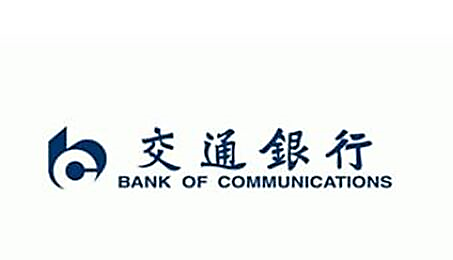 交通銀行
BANK OF COMMUNICATIONS